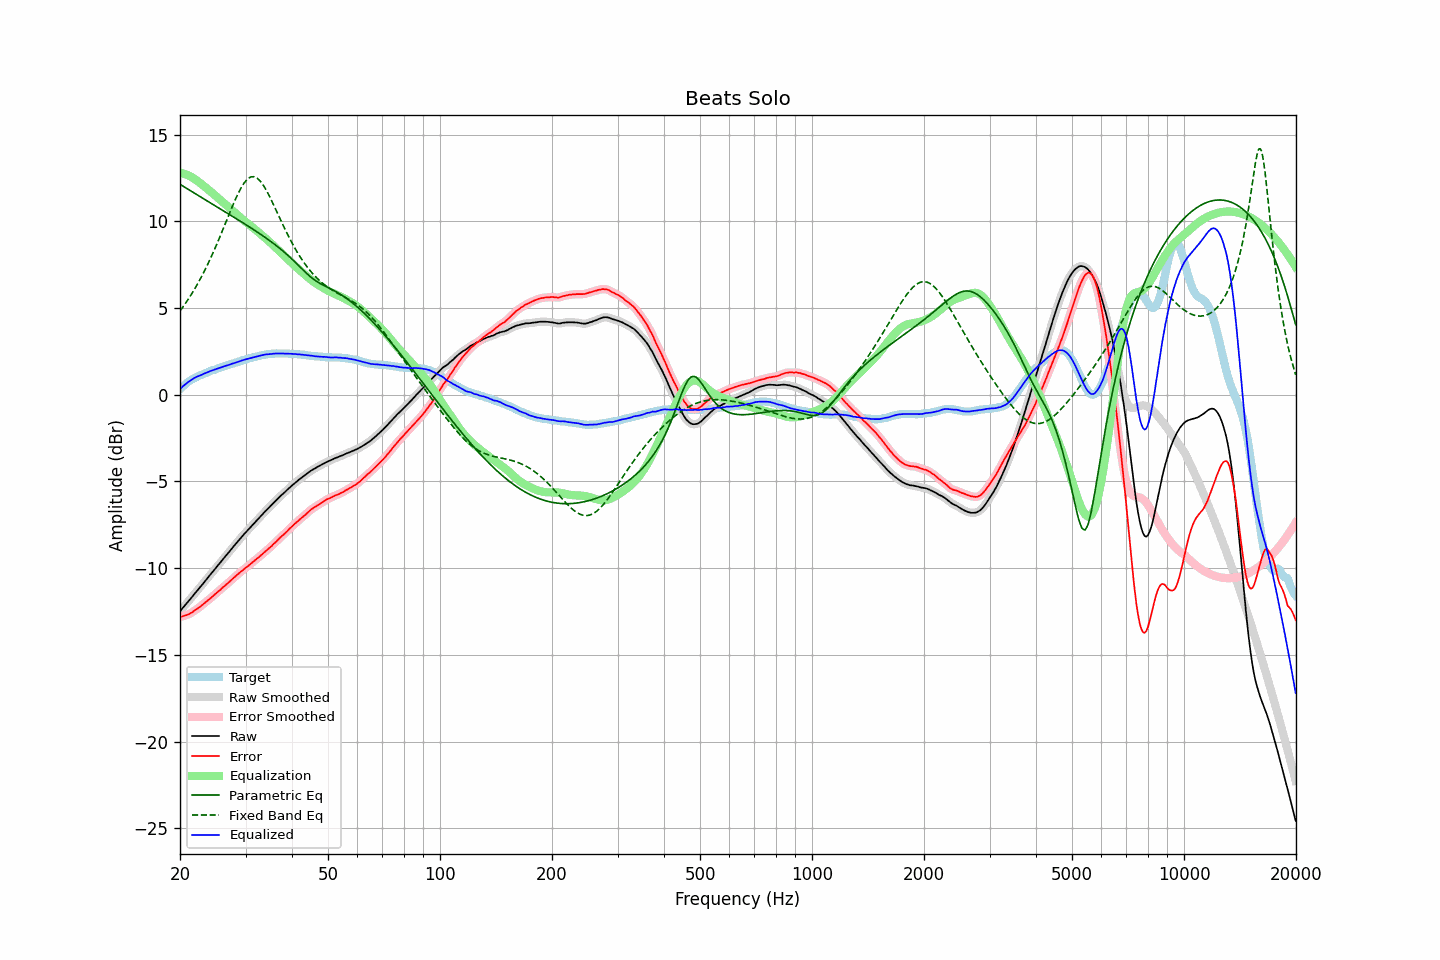 Beats Solo
Amplitude (dBr)
15
10
5
0
−5
−10
−15
−20
−25
Target
Raw Smoothed
Error Smoothed
Raw
Error
Equalization
Parametric Eq
Fixed Band Eq
Equalized
20 50 100 200 500 1000 2000 5000 10000 20000
Frequency (Hz)